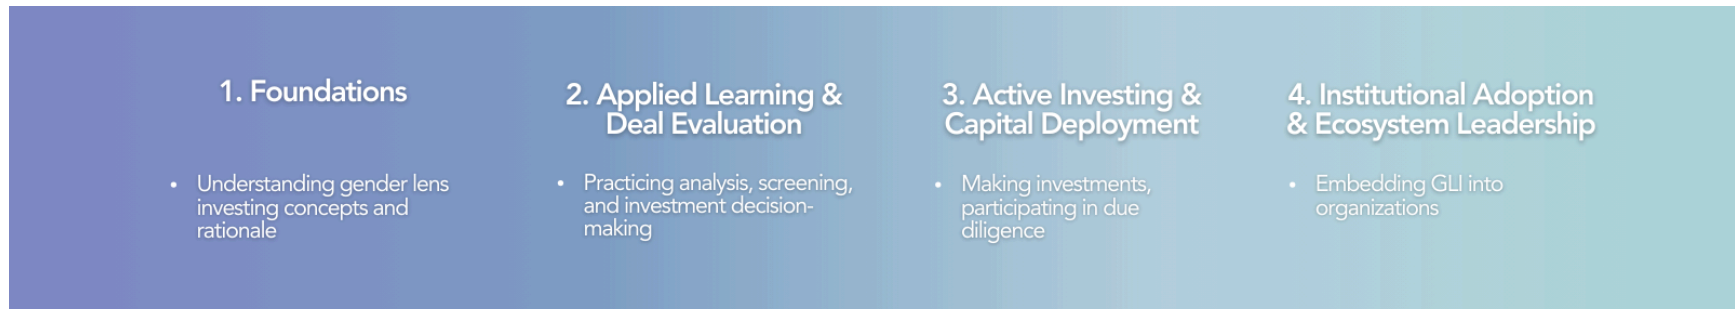 1. Foundations
• Understanding gender lens
investing concepts and
rationale
2. Applied Learning &
Deal Evaluation
• Practicing analysis, screening,
and investment decision-
making
3. Active Investing &
Capital Deployment
• Making investments,
participating in due
diligence
4. Institutional Adoption
& Ecosystem Leadership
• Embedding GLI into
organizations